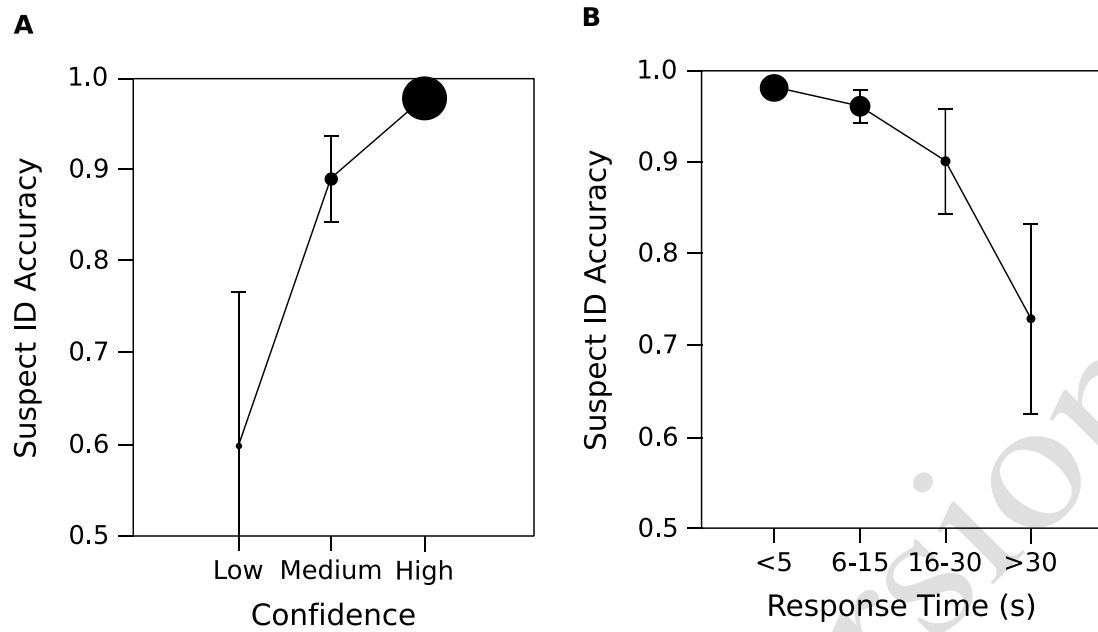 A
Suspect ID Accuracy
1.0
0.9
0.8
0.7
0.6
0.5
Low Medium High
Confidence
B
Suspect ID Accuracy
1.0
0.9
0.8
0.7
0.6
0.5
<5 6-15 16-30 >30
Response Time (s)